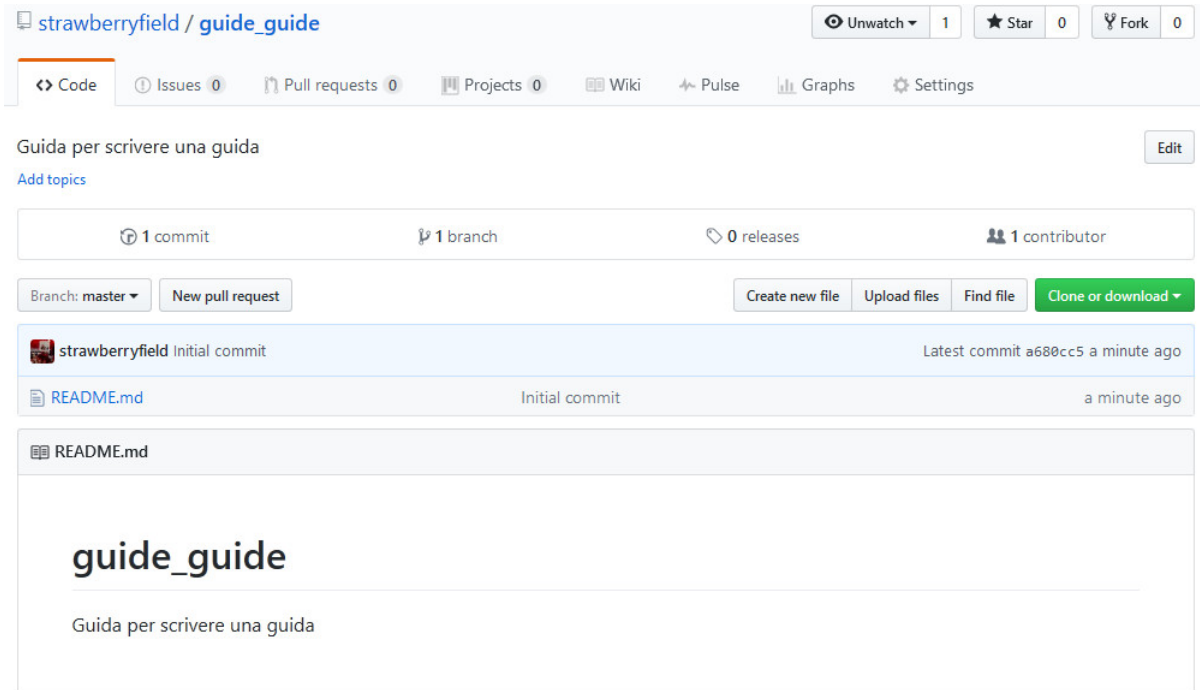 strawberryfield / guide_guide Unwatch 1 Star 0 Fork 0
Code Issues 0 Pull requests 0 Projects 0 Wiki Pulse Graphs Settings
Guida per scrivere una guida Edit
Add topics
1 commit 1 branch 0 releases 1 contributor
Branch: master New pull request Create new file Upload files Find file Clone or download
strawberryfield Initial commit Latest commit a680cc5 a minute ago
README.md Initial commit a minute ago
README.md
guide_guide
Guida per scrivere una guida